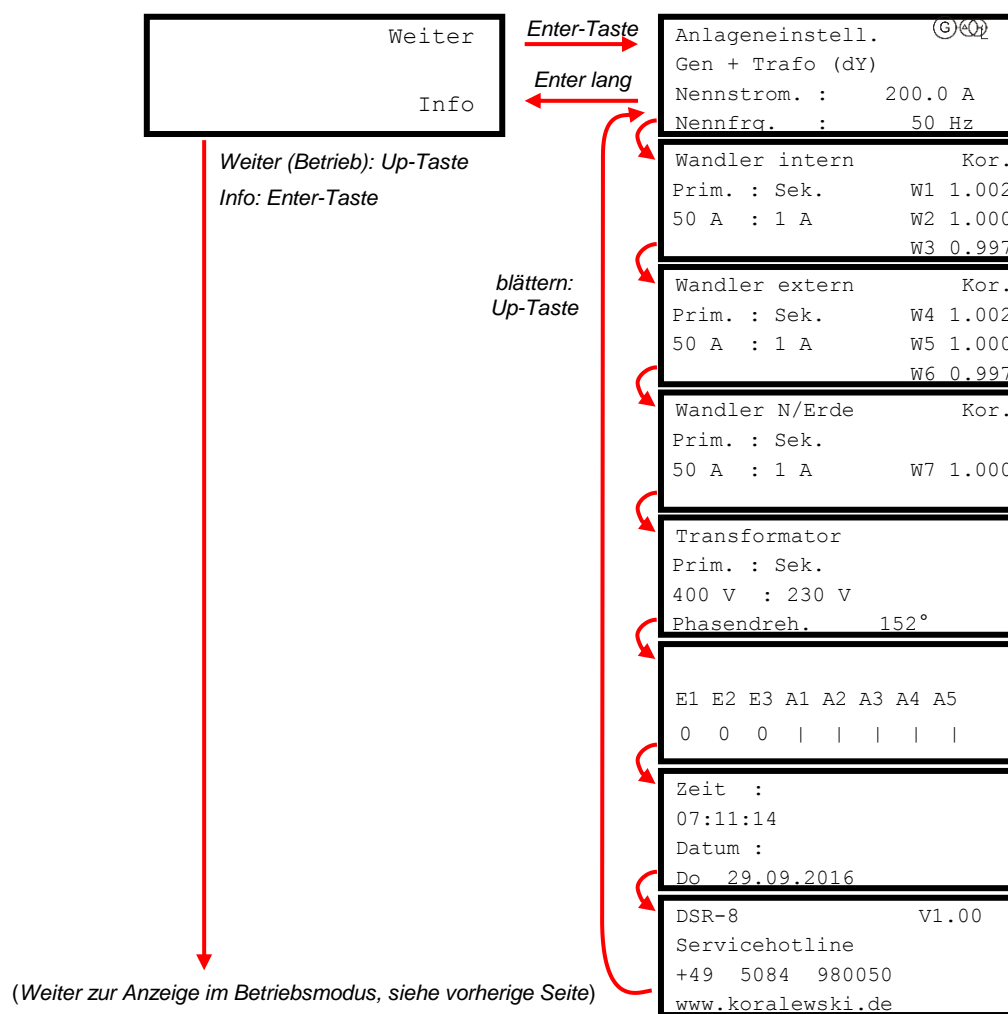 Weiter
Info
Enter-Taste
Enter lang
Weiter (Betrieb): Up-Taste
Info: Enter-Taste
blättern:
Up-Taste
(Weiter zur Anzeige im Betriebsmodus, siehe vorherige Seite)
Anlageneinstell. G
Gen + Trafo (dY)
Nennstrom. : 200.0 A
Nennfrq. : 50 Hz
Wandler intern Kor.
Prim. : Sek. W1 1.002
50 A : 1 A W2 1.000
W3 0.997
Wandler extern Kor.
Prim. : Sek. W4 1.002
50 A : 1 A W5 1.000
W6 0.997
Wandler N/Erde Kor.
Prim. : Sek.
50 A : 1 A W7 1.000
Transformator
Prim. : Sek.
400 V : 230 V
Phasendreh. 152°
E1 E2 E3 A1 A2 A3 A4 A5
0 0 0 | | | | |
Zeit :
07:11:14
Datum :
Do 29.09.2016
DSR-8 V1.00
Servicehotline
+49 5084 980050
www.koralewski.de